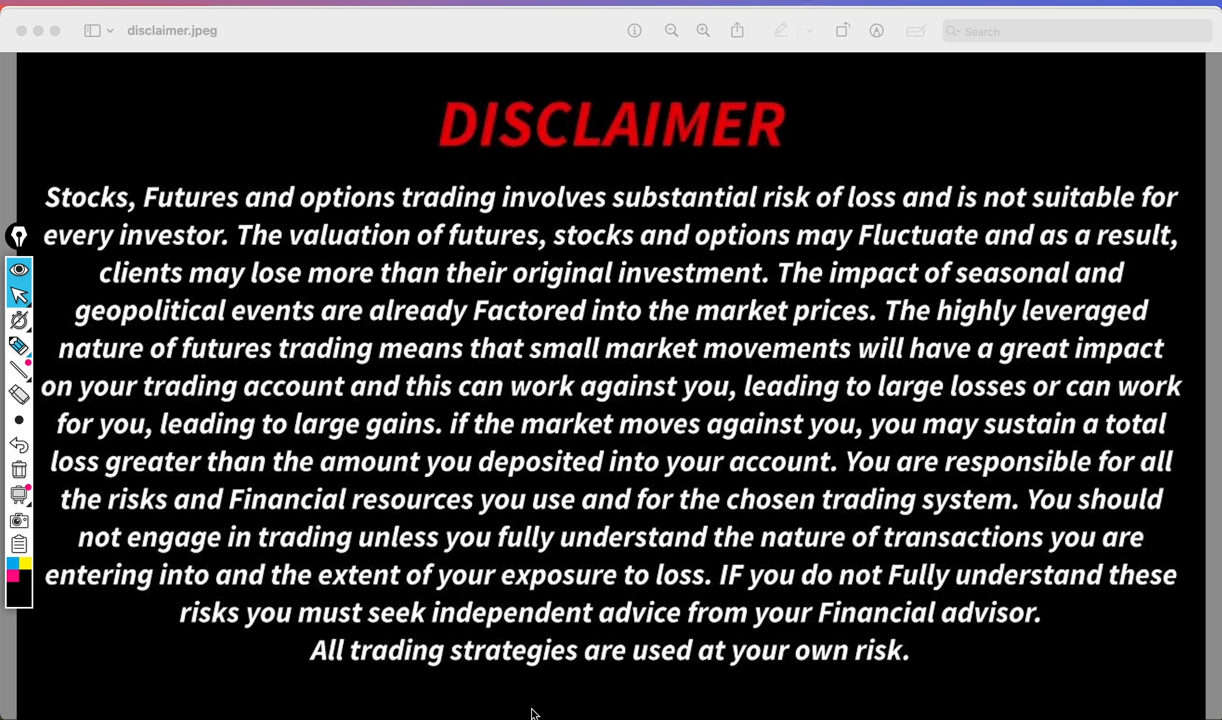 disclaimer.jpeg
Search
DISCLAIMER
Stocks, Futures and options trading involves substantial risk of loss and is not suitable for
every investor. The valuation of futures, stocks and options may Fluctuate and as a result,
clients may lose more than their original investment. The impact of seasonal and
geopolitical events are already Factored into the market prices. The highly leveraged
nature of futures trading means that small market movements will have a great impact
on your trading account and this can work against you, leading to large losses or can work
for you, leading to large gains. if the market moves against you, you may sustain a total
loss greater than the amount you deposited into your account. You are responsible for all
the risks and Financial resources you use and for the chosen trading system. You should
not engage in trading unless you fully understand the nature of transactions you are
entering into and the extent of your exposure to loss. IF you do not Fully understand these
risks you must seek independent advice from your Financial advisor.
All trading strategies are used at your own risk.